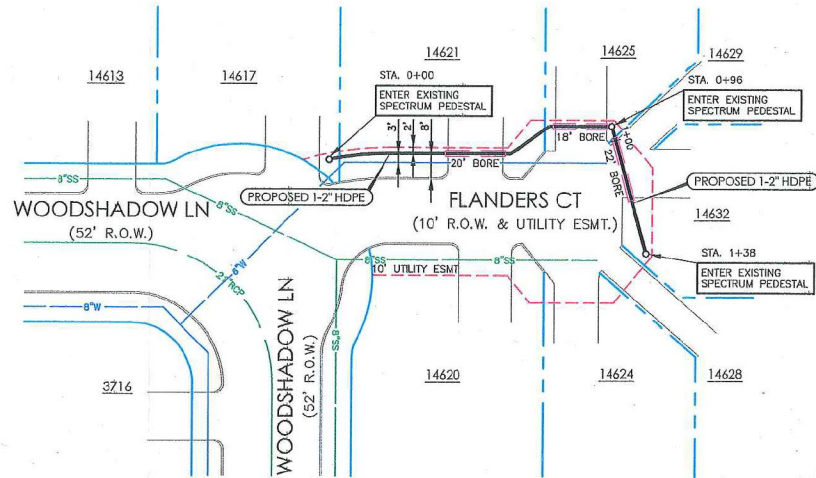 14621
14625
14629
14613
14617
STA. 0+00
STA. 0+96
ENTER EXISTING
SPECTRUM PEDESTAL
ENTER EXISTING
SPECTRUM PEDESTAL
3'
2'
8'
18' BORE
+00
20' BORE
22' BORE
8"SS
PROPOSED 1-2" HDPE
PROPOSED 1-2" HDPE
WOODSHADOW LN
(52' R.O.W.)
8"SS
FLANDERS CT
(10' R.O.W. & UTILITY ESMT.)
14632
STA. 1+38
ENTER EXISTING
SPECTRUM PEDESTAL
8"SS
8"SS
10' UTILITY ESMT
8"W
WOODSHADOW LN
(52' R.O.W.)
8"SS
3716
14620
14624
14628